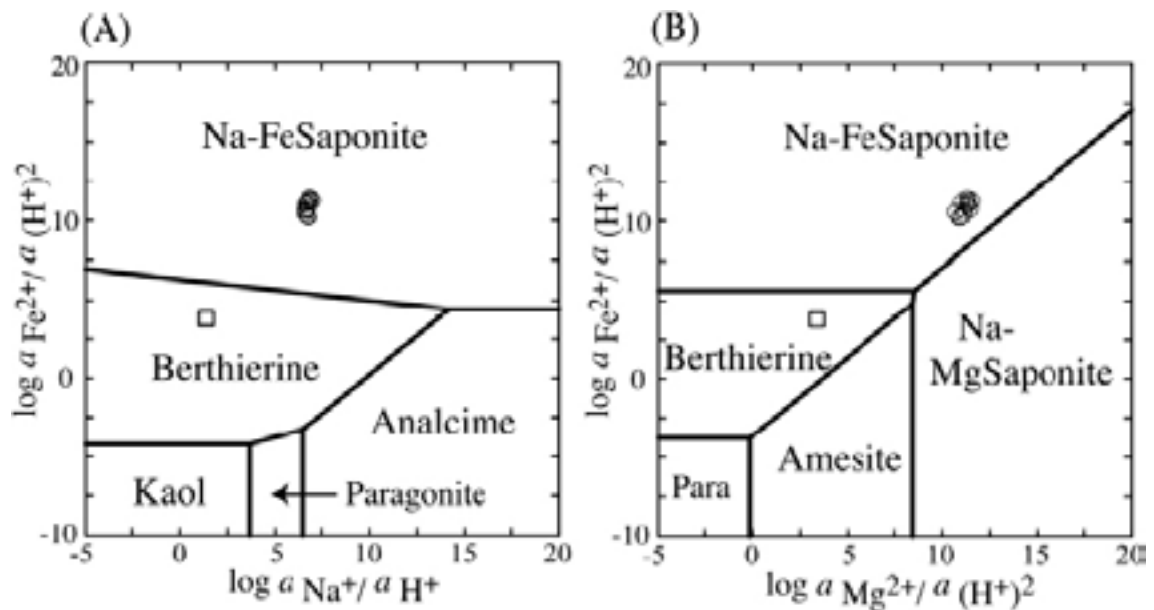 (A)
20
10
0
-10
log a Fe2+/ a (H+)2
Na-FeSaponite
Berthierine
Analcime
Kaol
Paragonite
-5 0 5 10 15 20
log a Na+/ a H+
(B)
20
10
0
-10
log a Fe2+/ a (H+)2
Na-FeSaponite
Berthierine
Na-
MgSaponite
Amesite
Para
-5 0 5 10 15 20
log a Mg2+/ a (H+)2